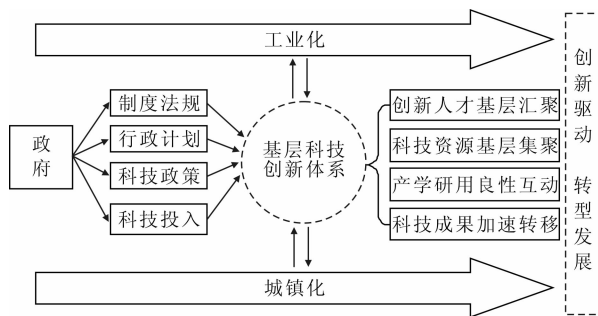 工业化
政府
制度法规
行政计划
科技政策
科技投入
基层科技
创新体系
创新人才基层汇聚
科技资源基层集聚
产学研用良性互动
科技成果加速转移
创新驱动
转型发展
城镇化